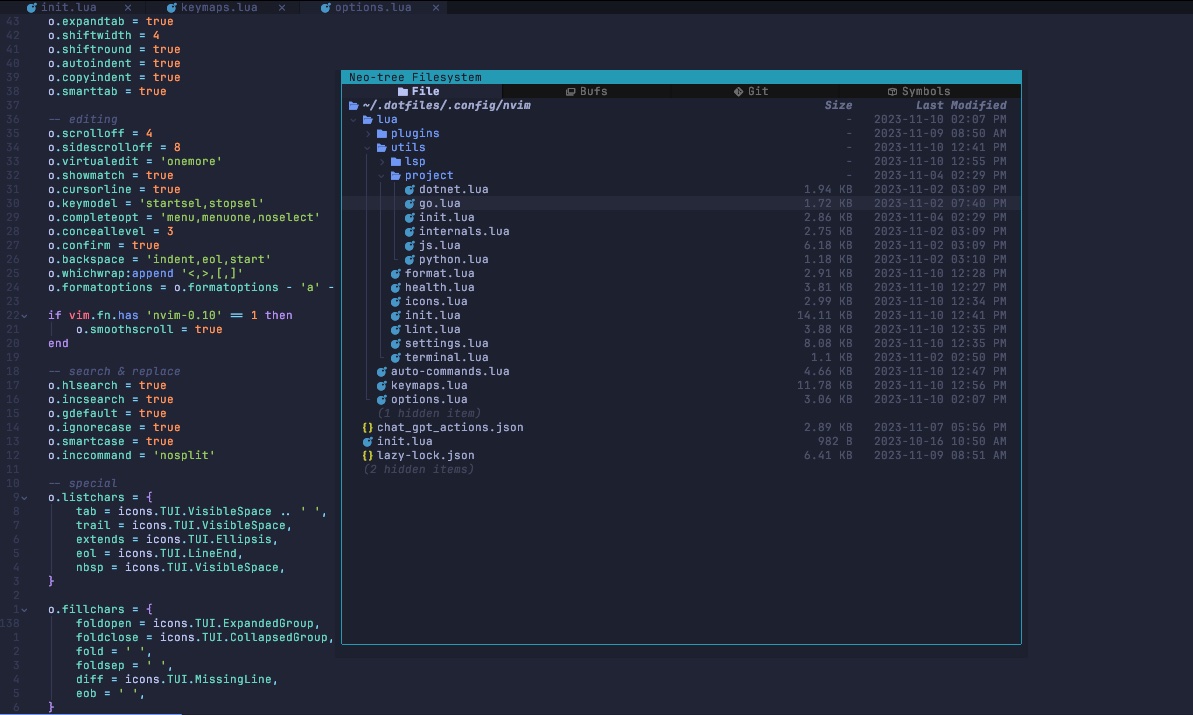 init.lua × keymaps.lua × options.lua ×
43 o.expandtab = true
42 o.shiftwidth = 4
41 o.shiftround = true
40 o.autoindent = true
39 o.copyindent = true
38 o.smarttab = true
37
36 -- editing
35 o.scrolloff = 4
34 o.sidescrolloff = 8
33 o.virtualedit = 'onemore'
32 o.showmatch = true
31 o.cursorline = true
30 o.keymodel = 'startsel,stopsel'
29 o.completeopt = 'menu,menuone,noselect'
28 o.conceallevel = 3
27 o.confirm = true
26 o.backspace = 'indent,eol,start'
25 o.whichwrap:append '<,>,[,]'
24 o.formatoptions = o.formatoptions - 'a' -
23
22 if vim.fn.has 'nvim-0.10' == 1 then
21 o.smoothscroll = true
20 end
19
18 -- search & replace
17 o.hlsearch = true
16 o.incsearch = true
15 o.gdefault = true
14 o.ignorecase = true
13 o.smartcase = true
12 o.inccommand = 'nosplit'
11
10 -- special
9 o.listchars = {
8 tab = icons.TUI.VisibleSpace .. ' ',
7 trail = icons.TUI.VisibleSpace,
6 extends = icons.TUI.Ellipsis,
5 eol = icons.TUI.LineEnd,
4 nbsp = icons.TUI.VisibleSpace,
3 }
2
1 o.fillchars = {
138 foldopen = icons.TUI.ExpandedGroup,
1 foldclose = icons.TUI.CollapsedGroup,
2 fold = ' ',
3 foldsep = ' ',
4 diff = icons.TUI.MissingLine,
5 eob = ' ',
6 }
Neo-tree Filesystem
File Bufs Git Symbols
~/.dotfiles/.config/nvim Size Last Modified
lua - 2023-11-10 02:07 PM
plugins - 2023-11-09 08:50 AM
utils - 2023-11-10 12:41 PM
lsp - 2023-11-10 12:55 PM
project - 2023-11-04 02:29 PM
dotnet.lua 1.94 KB 2023-11-02 03:09 PM
go.lua 1.72 KB 2023-11-02 07:40 PM
init.lua 2.86 KB 2023-11-04 02:29 PM
internals.lua 2.75 KB 2023-11-02 03:09 PM
js.lua 6.18 KB 2023-11-02 03:09 PM
python.lua 1.18 KB 2023-11-02 03:10 PM
format.lua 2.91 KB 2023-11-10 12:28 PM
health.lua 3.81 KB 2023-11-10 12:27 PM
icons.lua 2.99 KB 2023-11-10 12:34 PM
init.lua 14.11 KB 2023-11-10 12:41 PM
lint.lua 3.88 KB 2023-11-10 12:35 PM
settings.lua 8.08 KB 2023-11-10 12:35 PM
terminal.lua 1.1 KB 2023-11-02 02:50 PM
auto-commands.lua 4.66 KB 2023-11-10 12:47 PM
keymaps.lua 11.78 KB 2023-11-10 12:56 PM
options.lua 3.06 KB 2023-11-10 02:07 PM
(1 hidden item)
{} chat_gpt_actions.json 2.89 KB 2023-11-07 05:56 PM
init.lua 982 B 2023-10-16 10:50 AM
{} lazy-lock.json 6.41 KB 2023-11-09 08:51 AM
(2 hidden items)